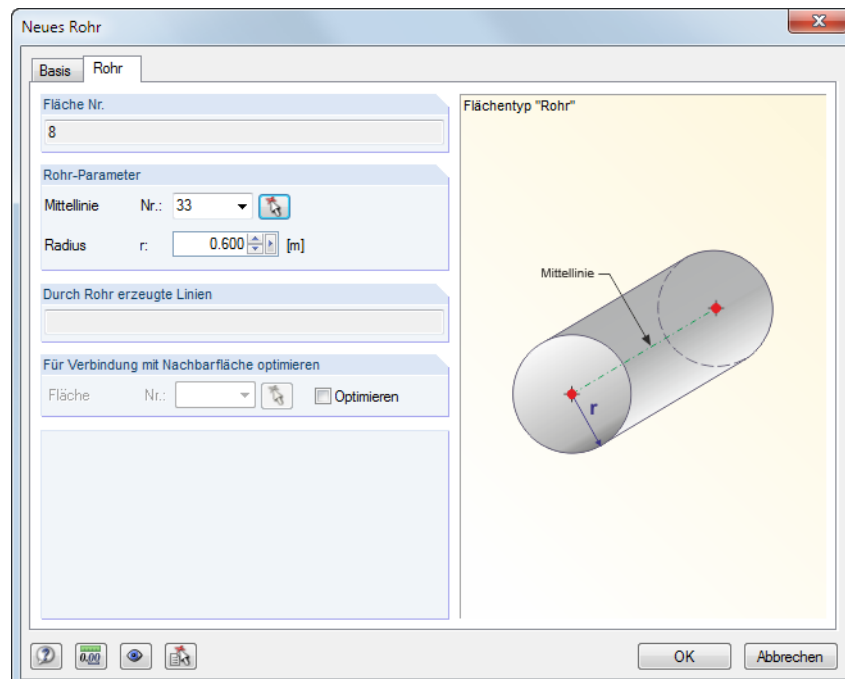 Neues Rohr
x
Basis
Rohr
Fläche Nr.
8
Rohr-Parameter
Mittellinie Nr.: 33
Radius r: 0.600 [m]
Durch Rohr erzeugte Linien
Für Verbindung mit Nachbarfläche optimieren
Fläche Nr.: Optimieren
Flächentyp "Rohr"
Mittellinie
r
0.00
OK
Abbrechen